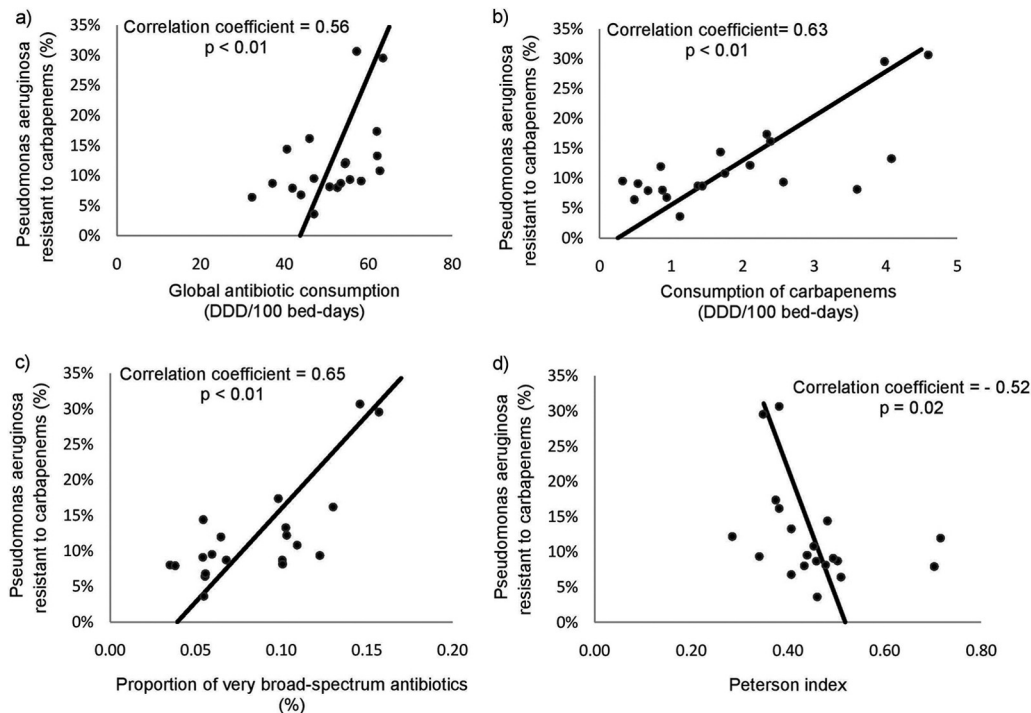 a)
Correlation coefficient = 0.56
p < 0.01
Pseudomonas aeruginosa
resistant to carbapenems (%)
35%
30%
25%
20%
15%
10%
5%
0%
0
20
40
60
80
Global antibiotic consumption
(DDD/100 bed-days)
b)
Correlation coefficient= 0.63
p < 0.01
Pseudomonas aeruginosa
resistant to carbapenems (%)
35%
30%
25%
20%
15%
10%
5%
0%
0
1
2
3
4
5
Consumption of carbapenems
(DDD/100 bed-days)
c)
Correlation coefficient = 0.65
p < 0.01
Pseudomonas aeruginosa
resistant to carbapenems (%)
35%
30%
25%
20%
15%
10%
5%
0%
0.00
0.05
0.10
0.15
0.20
Proportion of very broad-spectrum antibiotics
(%)
d)
Correlation coefficient = - 0.52
p = 0.02
Pseudomonas aeruginosa
resistant to carbapenems (%)
35%
30%
25%
20%
15%
10%
5%
0%
0.00
0.20
0.40
0.60
0.80
Peterson index